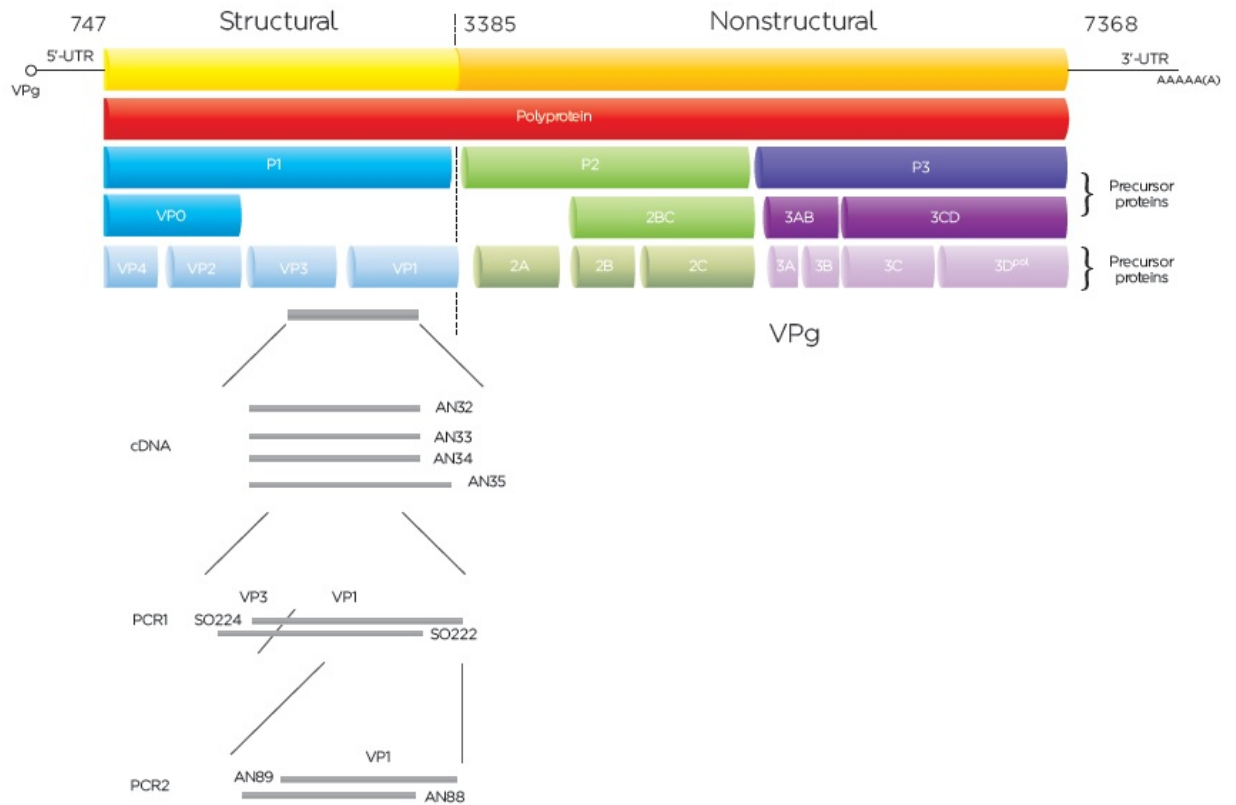 747 Structural 3385 Nonstructural 7368
5'-UTR 3'-UTR
VPg AAAAA(A)
Polyprotein
P1 P2 P3
Precursor
proteins
VP0 2BC 3AB 3CD
VP4 VP2 VP3 VP1 2A 2B 2C 3A 3B 3C 3Dpol
Precursor
proteins
VPg
AN32
cDNA
AN33
AN34
AN35
VP3 VP1
PCR1 SO224
SO222
VP1
PCR2 AN89
AN88